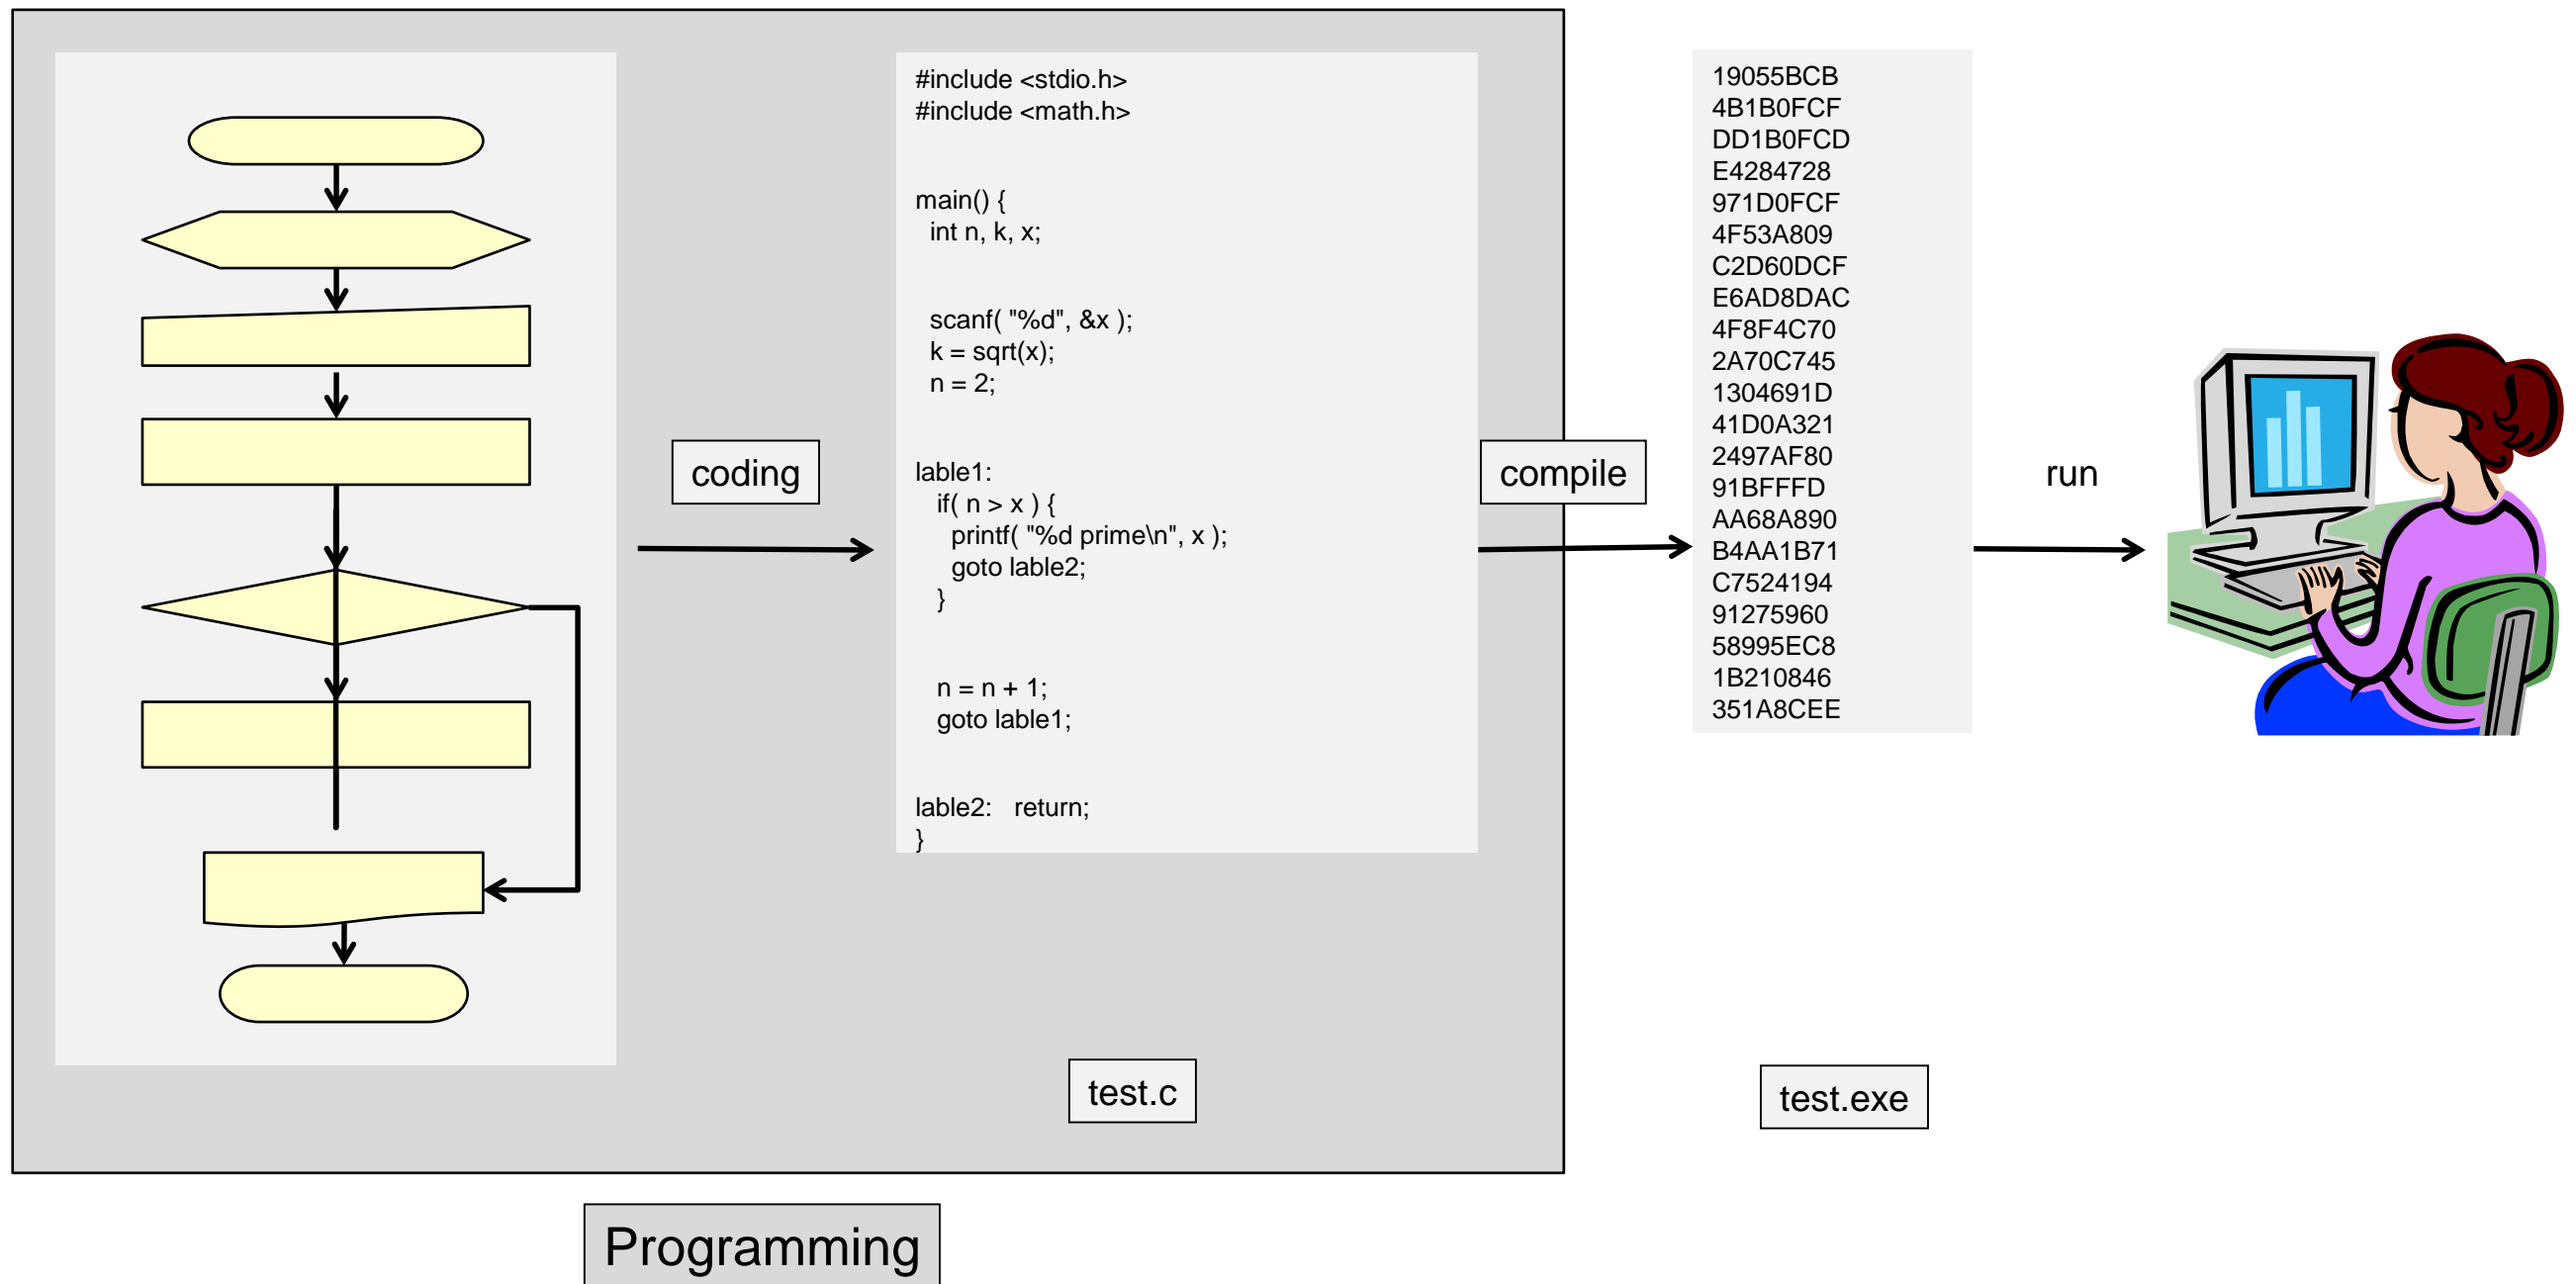 #include <stdio.h>
#include <math.h>
main() {
int n, k, x;
scanf( "%d", &x );
k = sqrt(x);
n = 2;
lable1:
if( n > x ) {
printf( "%d prime\n", x );
goto lable2;
}
n = n + 1;
goto lable1;
lable2:   return;
}
coding
compile
19055BCB
4B1B0FCF
DD1B0FCD
E4284728
971D0FCF
4F53A809
C2D60DCF
E6AD8DAC
4F8F4C70
2A70C745
1304691D
41D0A321
2497AF80
91BFFFD
AA68A890
B4AA1B71
C7524194
91275960
58995EC8
1B210846
351A8CEE
run
test.c
test.exe
Programming